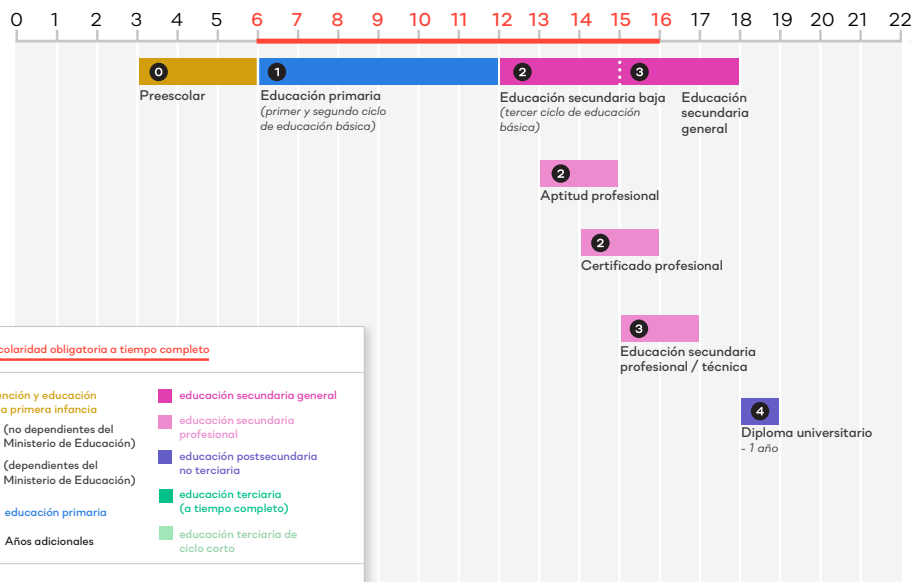 0 1 2 3 4 5 6 7 8 9 10 11 12 13 14 15 16 17 18 19 20 21 22
0 1 2 3
Preescolar
Educación primaria
(primer y segundo ciclo
de educación básica)
Educación secundaria baja
(tercer ciclo de educación
básica)
Educación
secundaria
general
2
Aptitud profesional
2
Certificado profesional
3
Educación secundaria
profesional / técnica
4
Diploma universitario
- 1 año
colaridad obligatoria a tiempo completo
ención y educación
a primera infancia
(no dependientes del
Ministerio de Educación)
(dependientes del
Ministerio de Educación)
educación primaria
Años adicionales
educación secundaria general
educación secundaria
profesional
educación postsecundaria
no terciaria
educación terciaria
(a tiempo completo)
educación terciaria de
ciclo corto